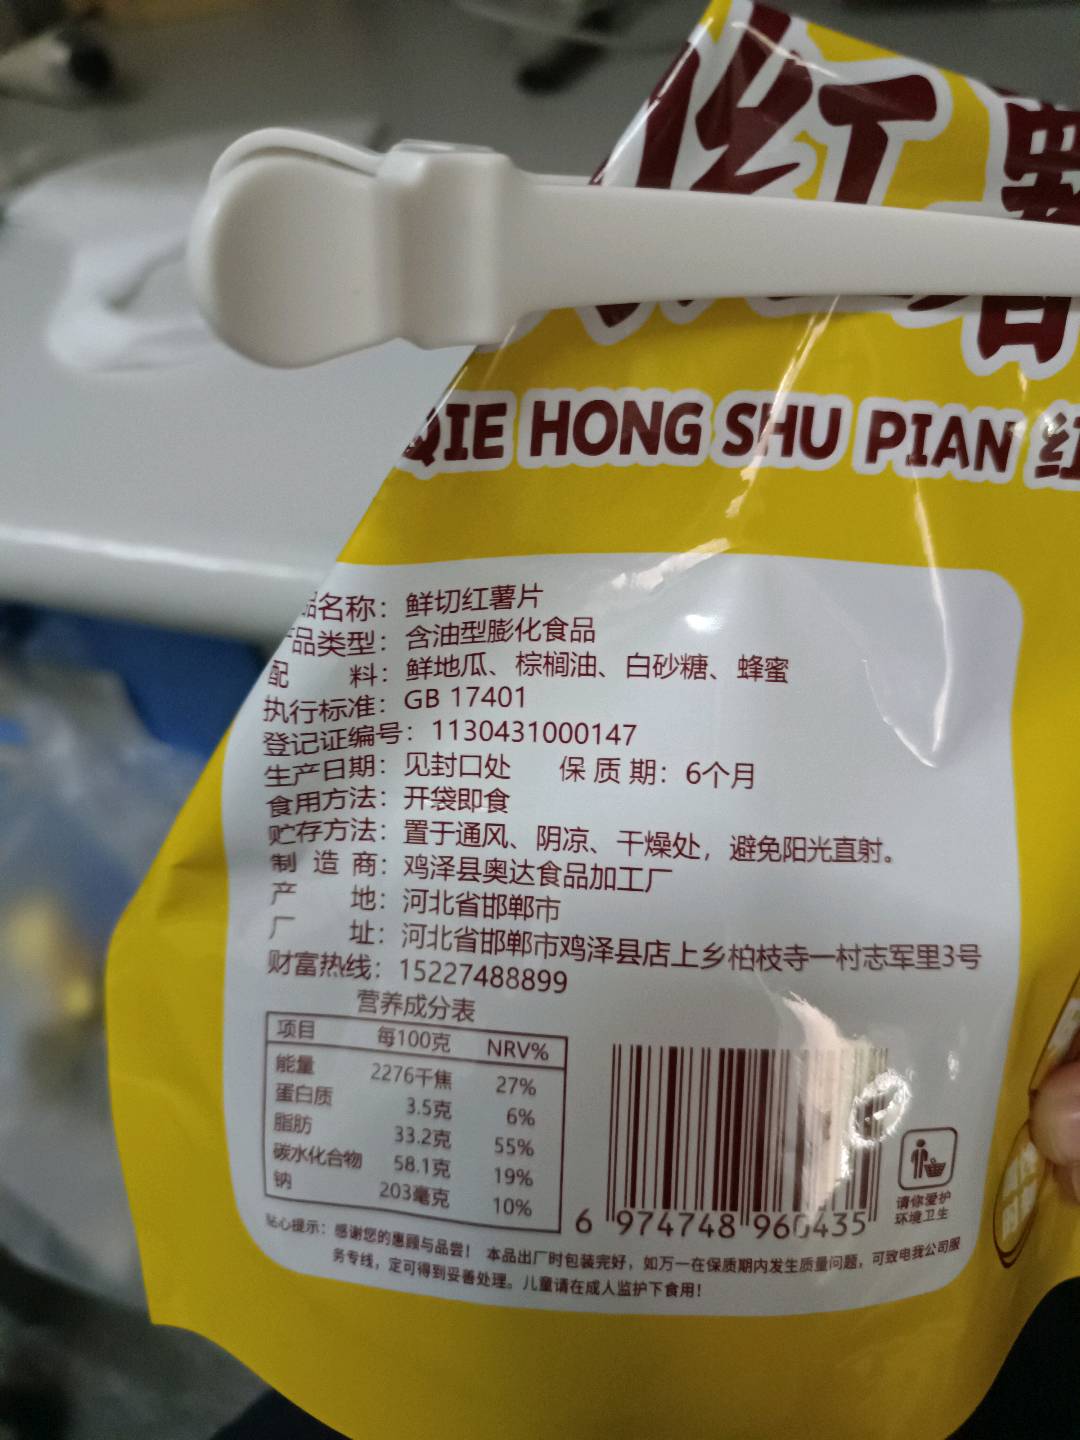 红薯
QIE HONG SHU PIAN 红
品名称：鲜切红薯片
产品类型：含油型膨化食品
配 料：鲜地瓜、棕榈油、白砂糖、蜂蜜
执行标准：GB 17401
登记证编号：1130431000147
生产日期：见封口处 保质期：6个月
食用方法：开袋即食
贮存方法：置于通风、阴凉、干燥处，避免阳光直射。
制造商：鸡泽县奥达食品加工厂
产 地：河北省邯郸市
厂 址：河北省邯郸市鸡泽县店上乡柏枝寺一村志军里3号
财富热线：15227488899
营养成分表
项目 每100克 NRV%
能量 2276千焦 27%
蛋白质 3.5克 6%
脂肪 33.2克 55%
碳水化合物 58.1克 19%
钠 203毫克 10%
6 974748 960435
请你爱护
环境卫生
贴心提示：感谢您的惠顾与品尝！本品出厂时包装完好，如万一在保质期内发生质量问题，可致电我公司服
务专线，定可得到妥善处理。儿童请在成人监护下食用！